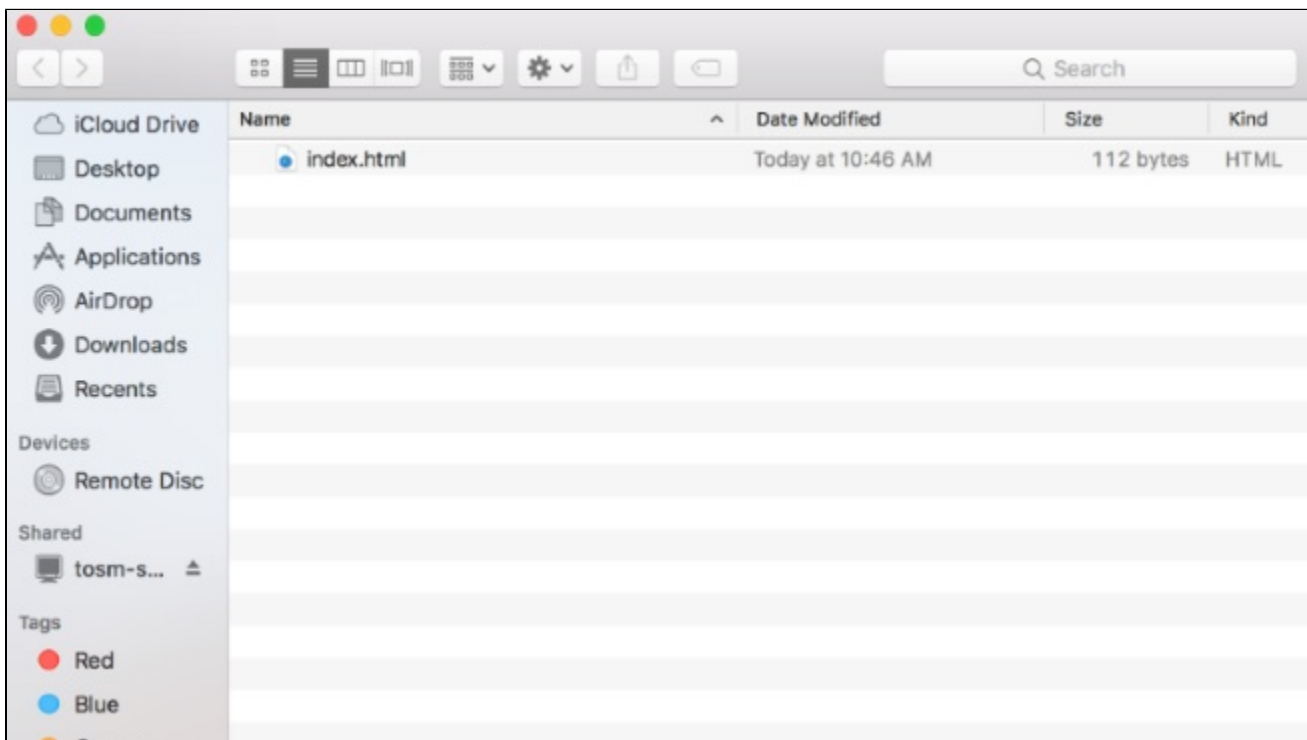 Search
iCloud Drive
Desktop
Documents
Applications
AirDrop
Downloads
Recents
Devices
Remote Disc
Shared
tosm-s...
Tags
Red
Blue
Name Date Modified Size Kind
index.html Today at 10:46 AM 112 bytes HTML